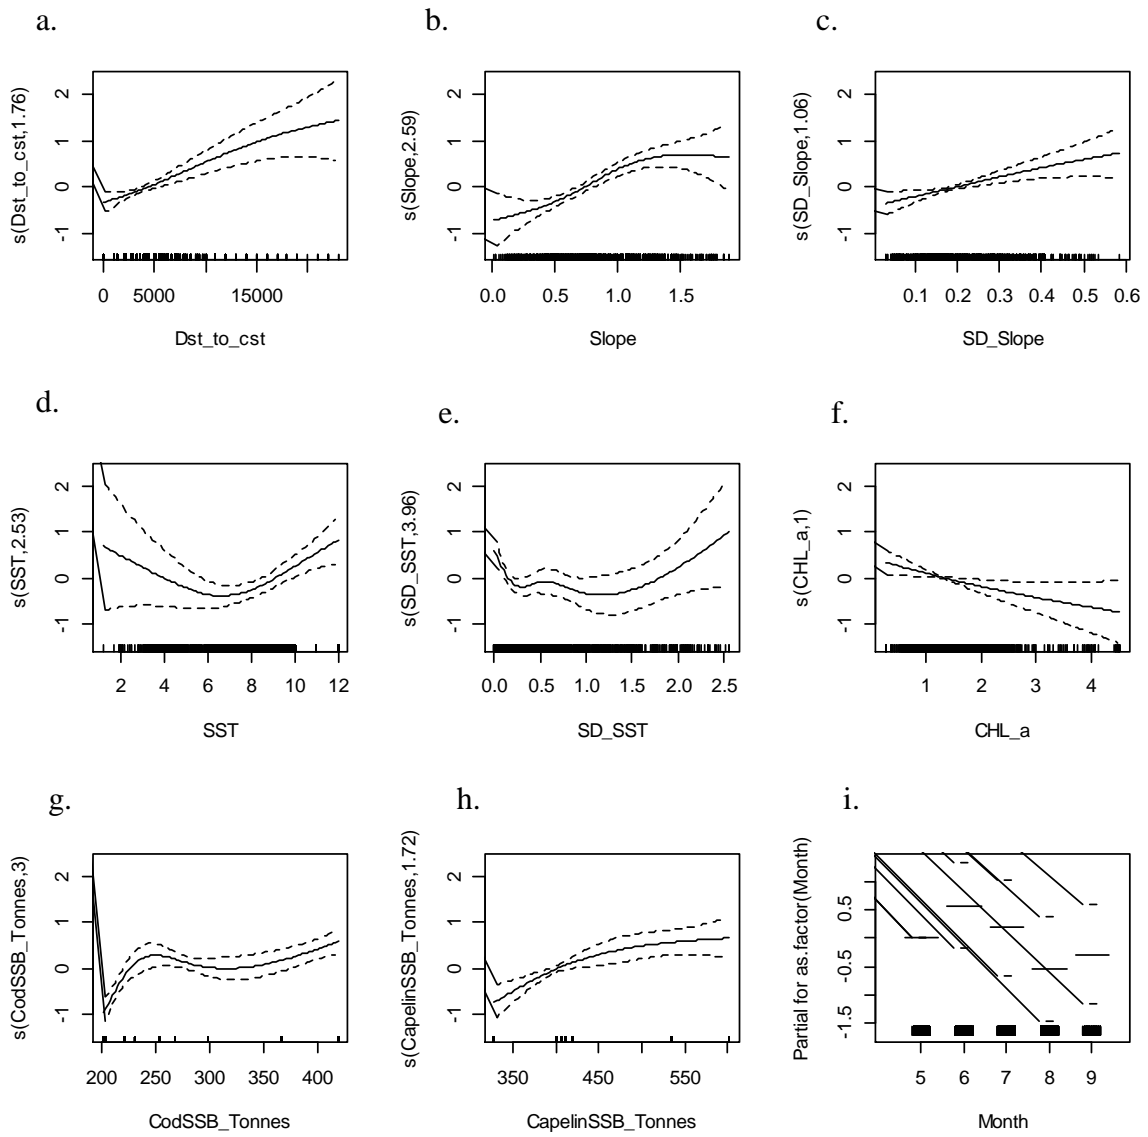 a.
b.
c.
s(Dst_to_cst,1.76)
-1 0 1 2
0 5000 15000
Dst_to_cst
s(Slope,2.59)
-1 0 1 2
0.0 0.5 1.0 1.5
Slope
s(SD_Slope,1.06)
-1 0 1 2
0.1 0.2 0.3 0.4 0.5 0.6
SD_Slope
d.
e.
f.
s(SST,2.53)
-1 0 1 2
2 4 6 8 10 12
SST
s(SD_SST,3.96)
-1 0 1 2
0.0 0.5 1.0 1.5 2.0 2.5
SD_SST
s(CHL_a,1)
-1 0 1 2
1 2 3 4
CHL_a
g.
h.
i.
s(CodSSB_Tonnes,3)
-1 0 1 2
200 250 300 350 400
CodSSB_Tonnes
s(CapelinSSB_Tonnes,1.72)
-1 0 1 2
350 450 550
CapelinSSB_Tonnes
Partial for as.factor(Month)
-1.5 -0.5 0.5
5 6 7 8 9
Month